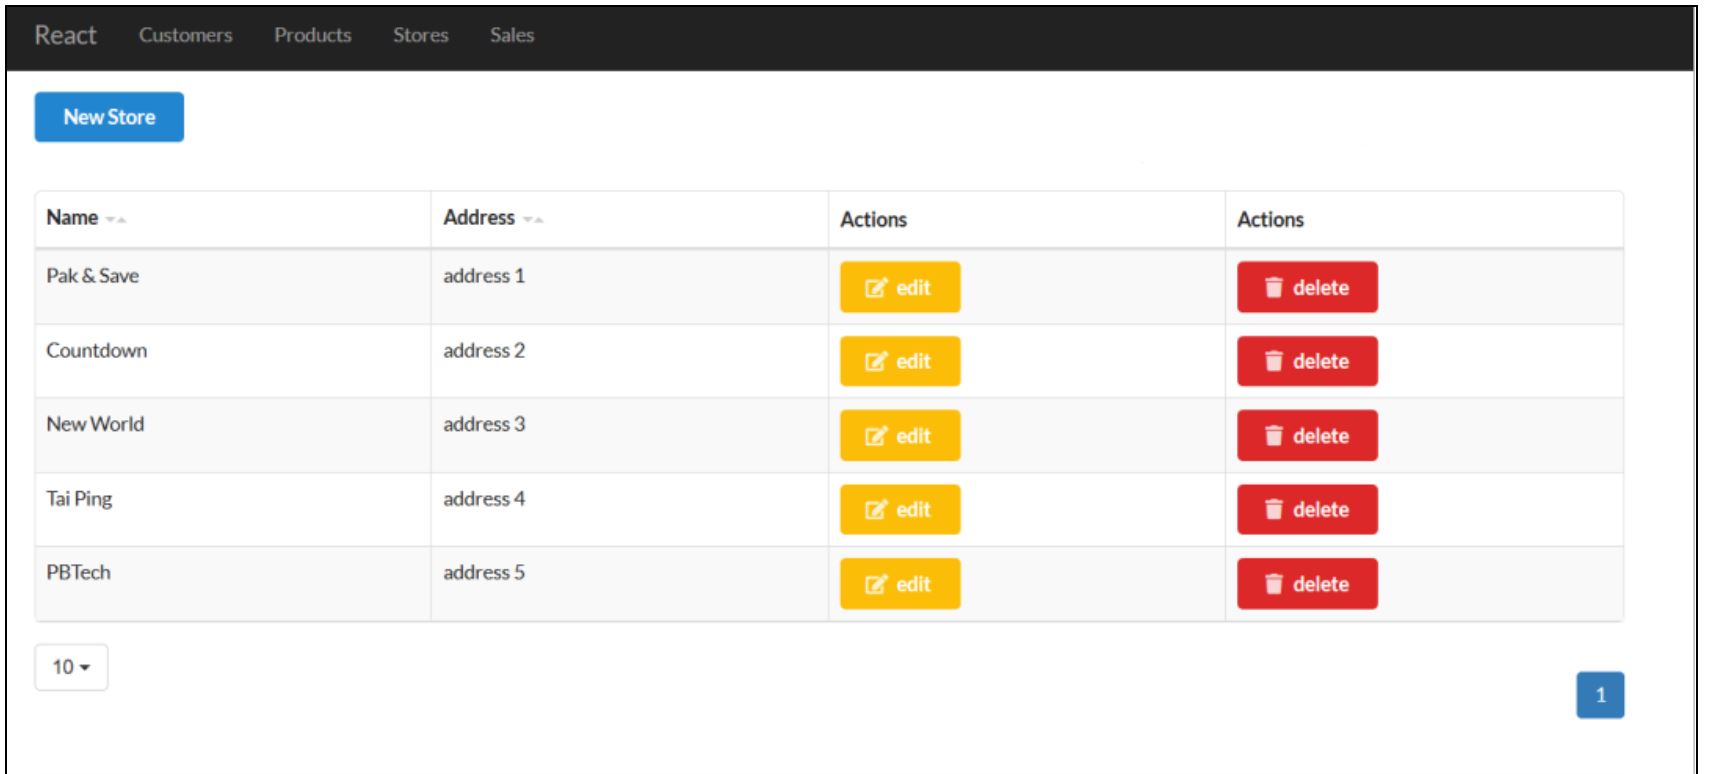 React Customers Products Stores Sales
New Store
Name Address Actions Actions
Pak & Save address 1 edit delete
Countdown address 2 edit delete
New World address 3 edit delete
Tai Ping address 4 edit delete
PBTech address 5 edit delete
10
1